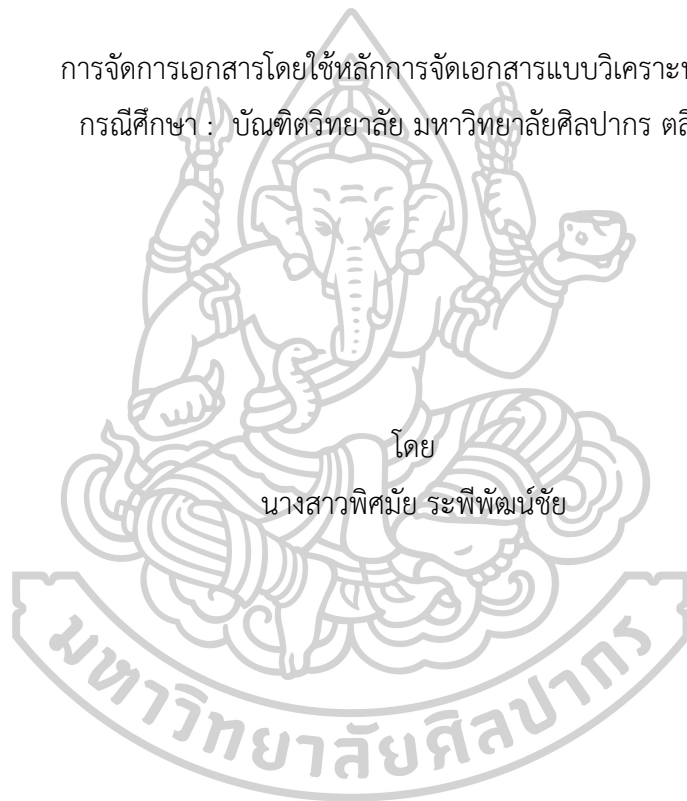 การจัดการเอกสารโดยใช้หลักการจัดเอกสารแบบวิเคราะห
กรณีศึกษา : บัณฑิตวิทยาลัย มหาวิทยาลัยศิลปากร
โดย
นางสาวพิศมัย ระพีพัฒน์ชัย
มหาวิทยาลัยศิลปากร